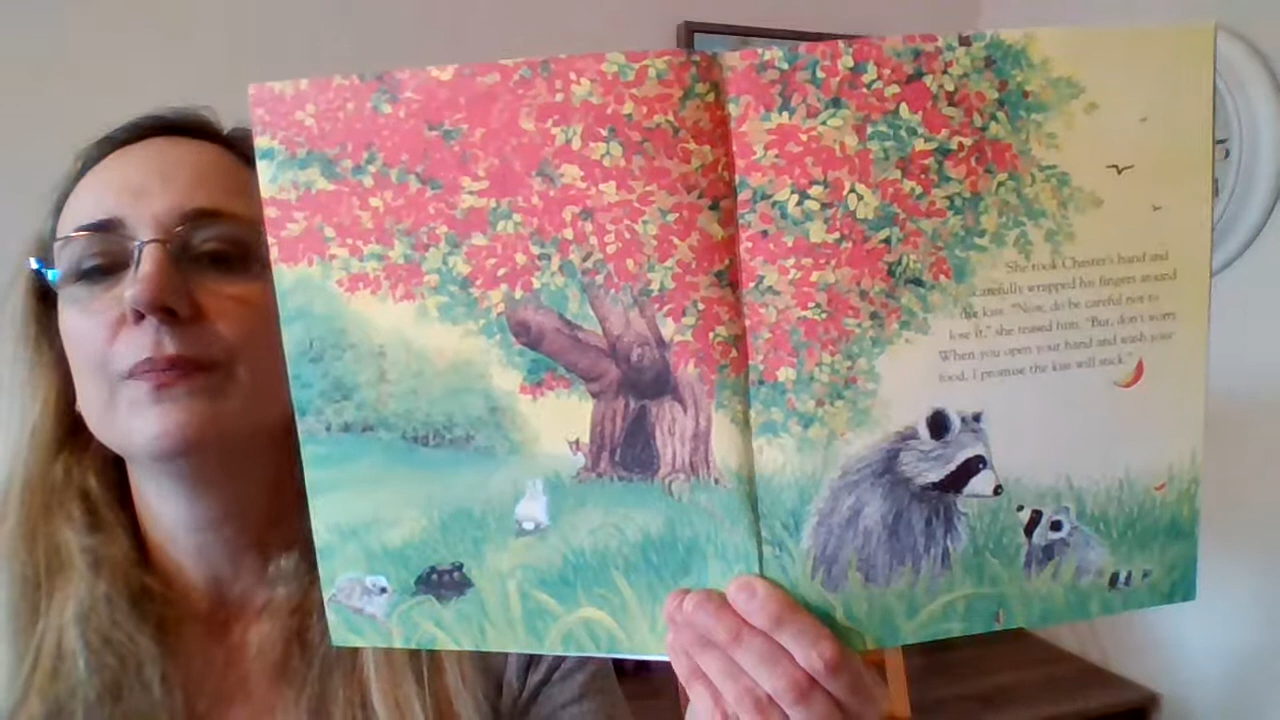 She took Chester's hand and
carefully wrapped his fingers around
the kiss. "Now, do be careful not to
lose it," she teased him. "But, don't worry.
When you open your hand and wash your
food, I promise the kiss will stick."